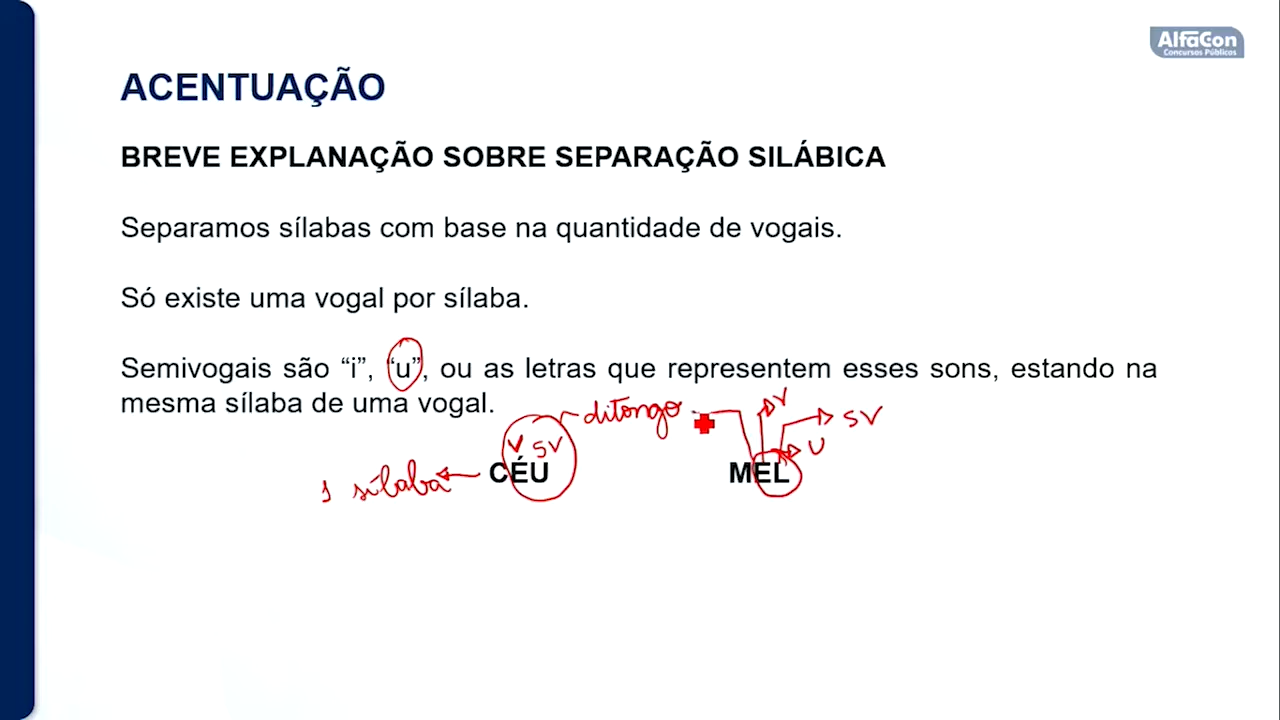 AlfaCon
Concursos Públicos
ACENTUAÇÃO
BREVE EXPLANAÇÃO SOBRE SEPARAÇÃO SILÁBICA
Separamos sílabas com base na quantidade de vogais.
Só existe uma vogal por sílaba.
Semivogais são “i”, “u”, ou as letras que representem esses sons, estando na
mesma sílaba de uma vogal.
ditongo
V
SV
V SV
U
1 sílaba
CÉU
MEL